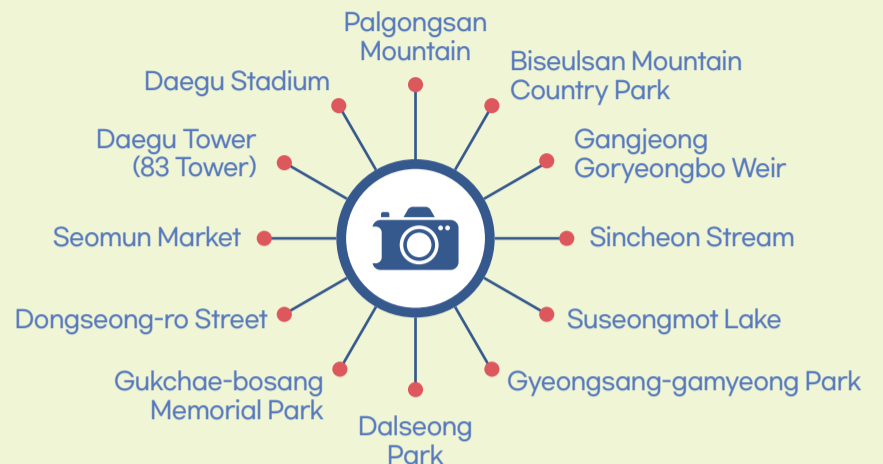 Palgongsan
Mountain
Biseulsan Mountain
Country Park
Gangjeong
Goryeongbo Weir
Sincheon Stream
Suseongmot Lake
Gyeongsang-gamyeong Park
Dalseong
Park
Gukchae-bosang
Memorial Park
Dongseong-ro Street
Seomun Market
Daegu Tower
(83 Tower)
Daegu Stadium